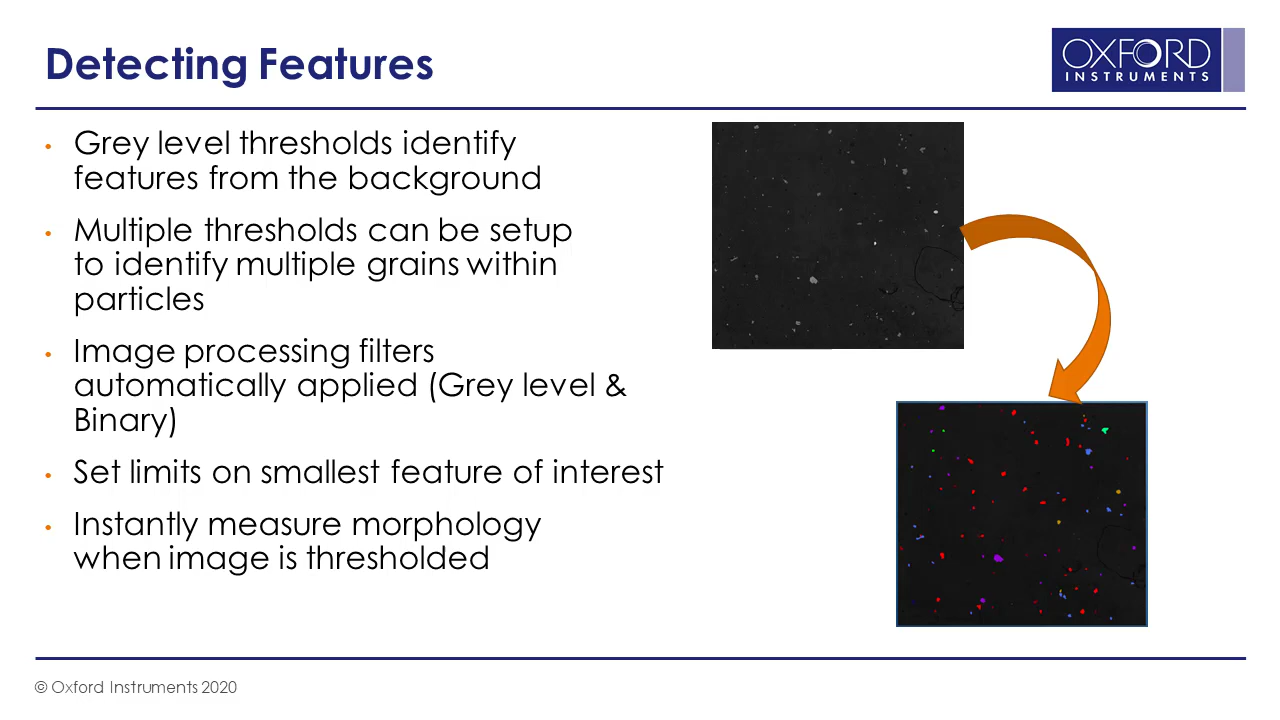 Detecting Features
OXFORD
INSTRUMENTS
• Grey level thresholds identify
features from the background
• Multiple thresholds can be setup
to identify multiple grains within
particles
• Image processing filters
automatically applied (Grey level &
Binary)
• Set limits on smallest feature of interest
• Instantly measure morphology
when image is thresholded
© Oxford Instruments 2020